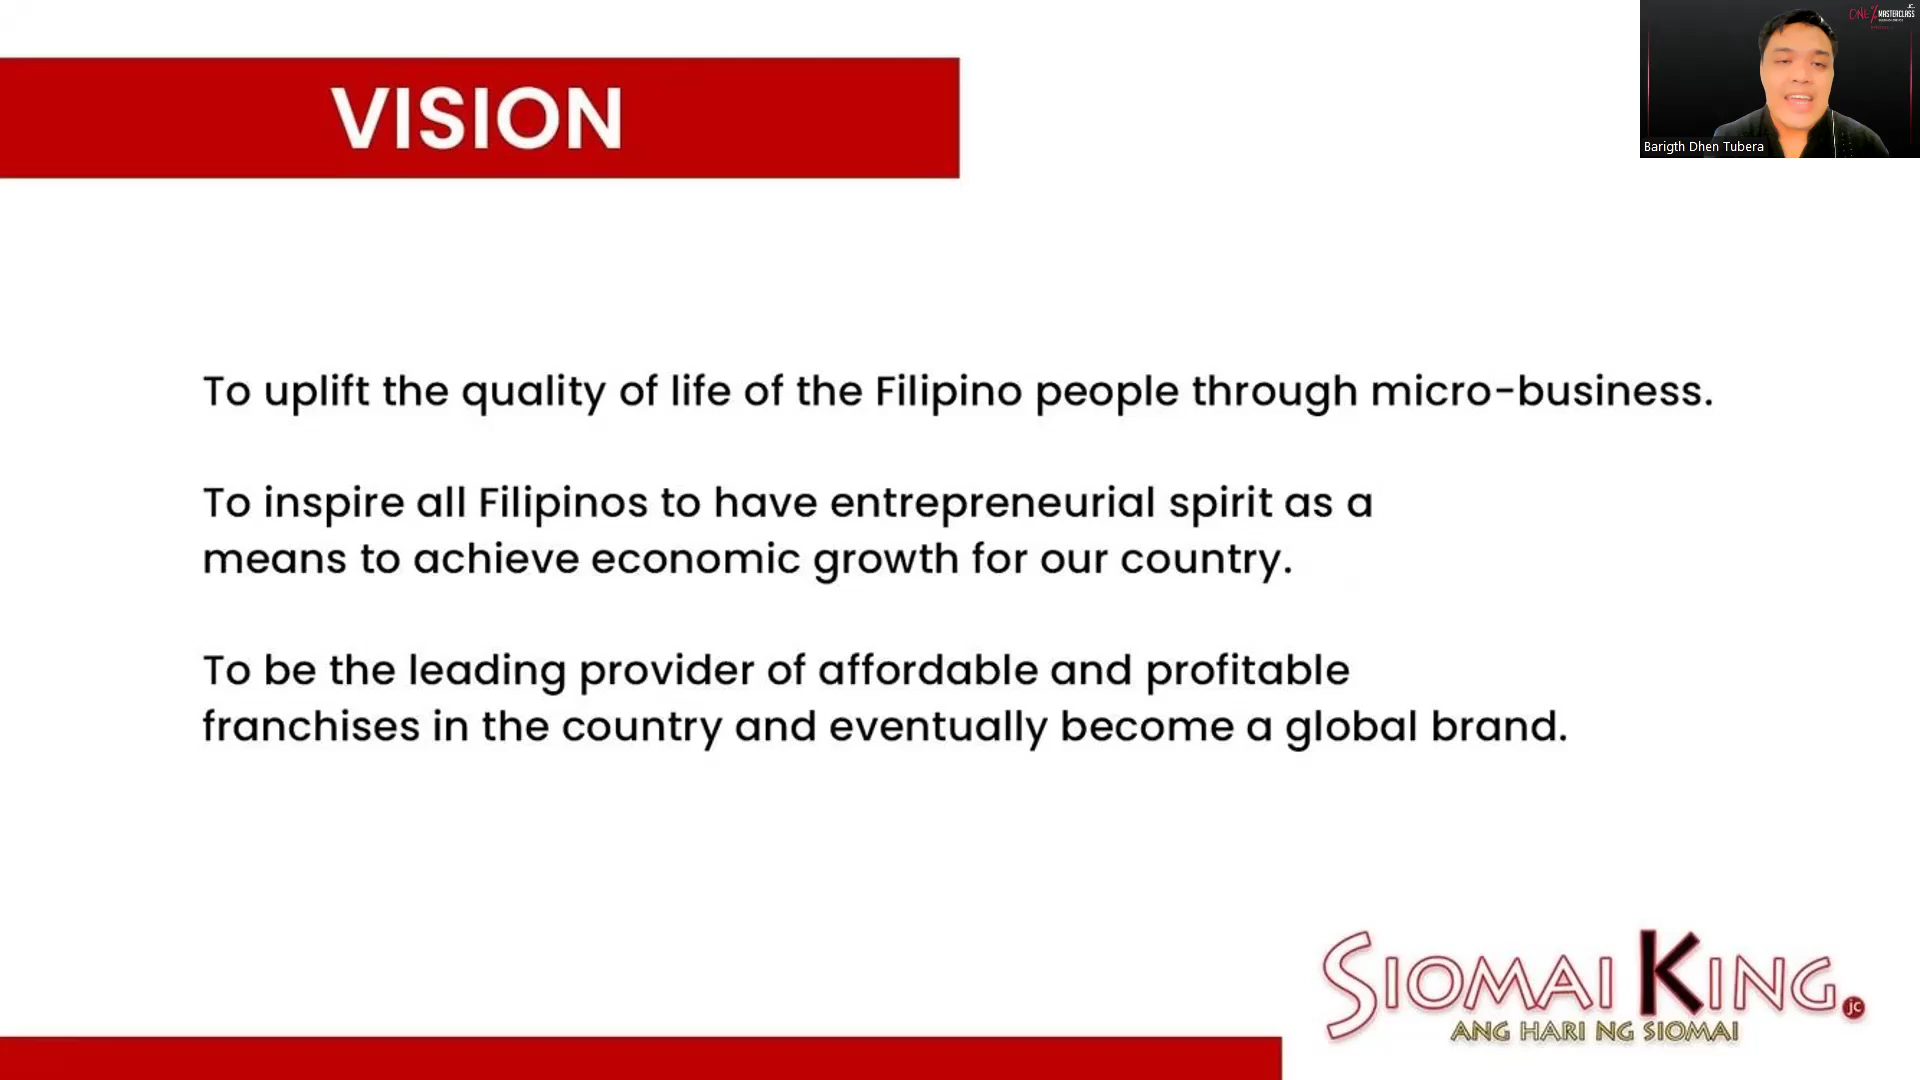 VISION
ONE % MASTERCLASS
JC
Barigth Dhen Tubera
To uplift the quality of life of the Filipino people through micro-business.
To inspire all Filipinos to have entrepreneurial spirit as a
means to achieve economic growth for our country.
To be the leading provider of affordable and profitable
franchises in the country and eventually become a global brand.
SIOMAI KING
jc
ANG HARI NG SIOMAI